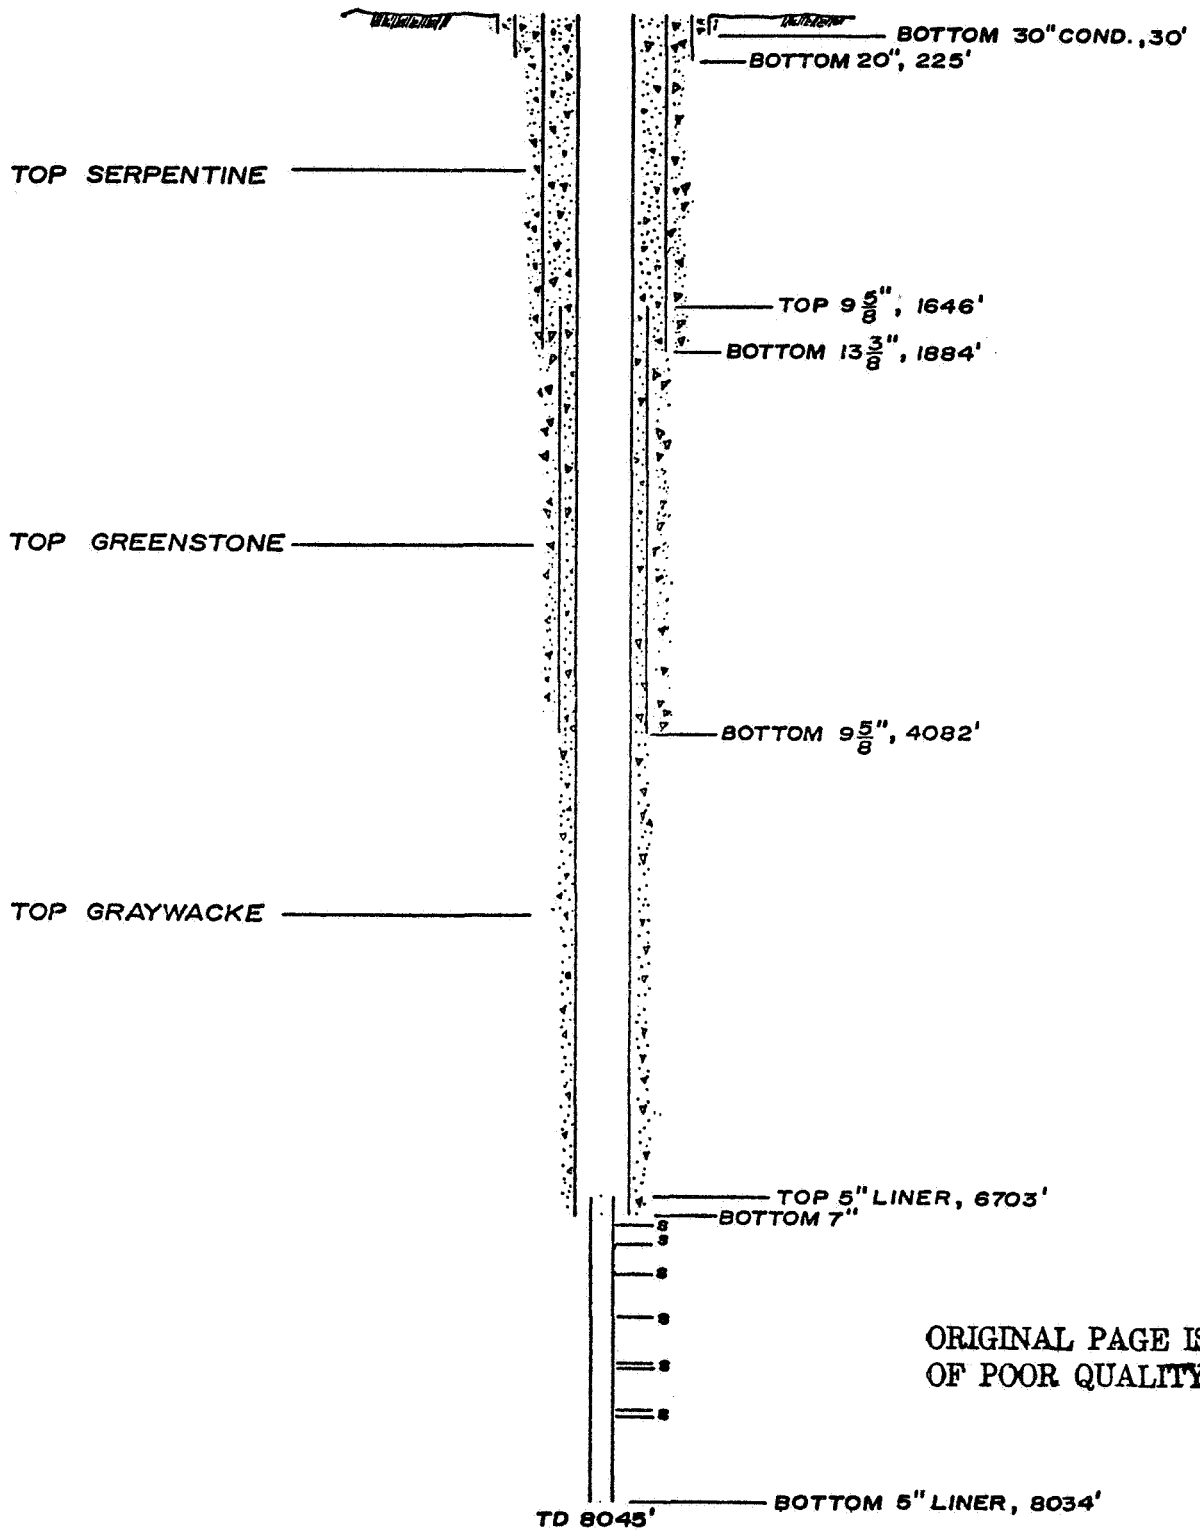 BOTTOM 30" COND., 30'
BOTTOM 20", 225'
TOP SERPENTINE
TOP 9 5/8", 1646'
BOTTOM 13 3/8", 1884'
TOP GREENSTONE
BOTTOM 9 5/8", 4082'
TOP GRAYWACKE
TOP 5" LINER, 6703'
BOTTOM 7"
S
S
S
S
S
S
ORIGINAL PAGE IS
OF POOR QUALITY
BOTTOM 5" LINER, 8034'
TD 8045'